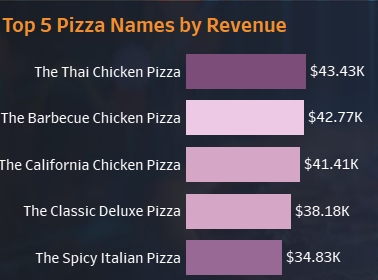 Top 5 Pizza Names by Revenue
The Thai Chicken Pizza $43.43K
The Barbecue Chicken Pizza $42.77K
The California Chicken Pizza $41.41K
The Classic Deluxe Pizza $38.18K
The Spicy Italian Pizza $34.83K